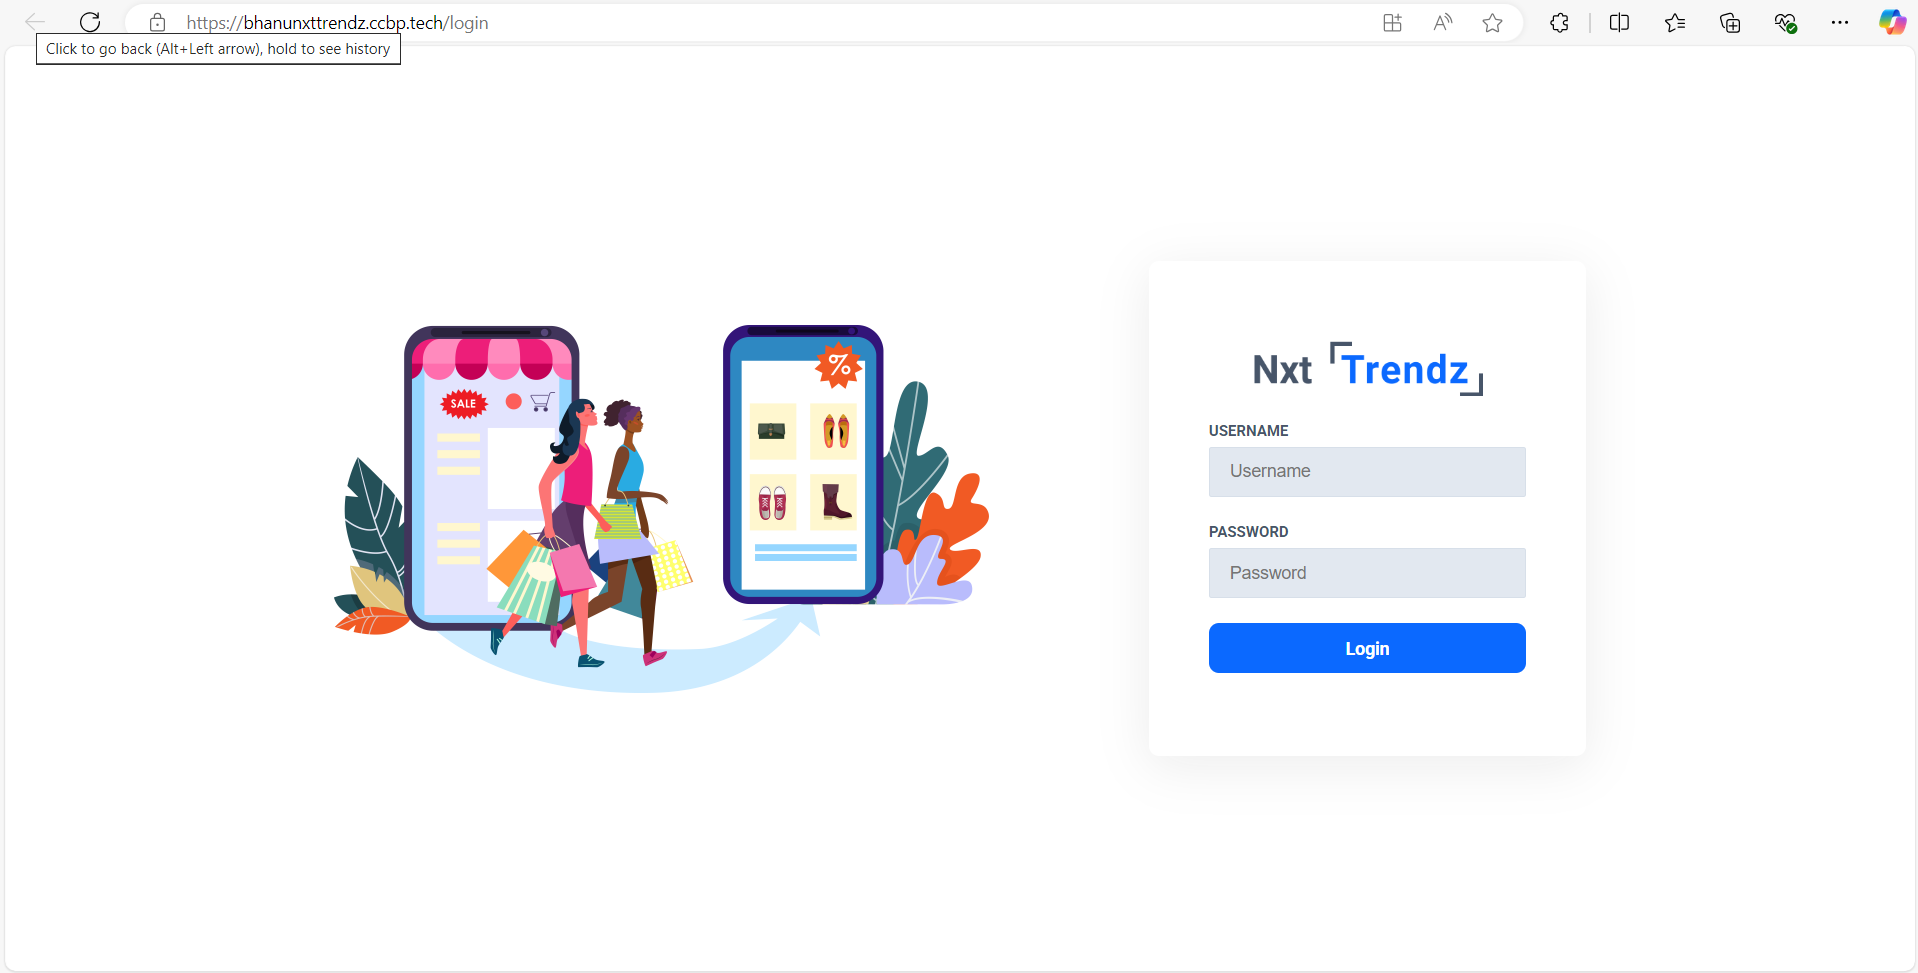 https://bhanunxttrendz.ccbp.tech/login
Click to go back (Alt+Left arrow), hold to see history
SALE
%
Nxt Trendz
USERNAME
Username
PASSWORD
Password
Login